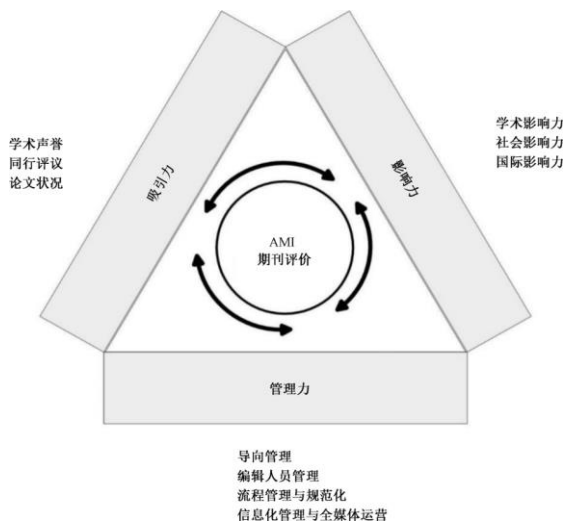 学术声誉
同行评议
论文状况
吸引力
学术影响力
社会影响力
国际影响力
影响力
AMI
期刊评价
管理力
导向管理
编辑人员管理
流程管理与规范化
信息化管理与全媒体运营